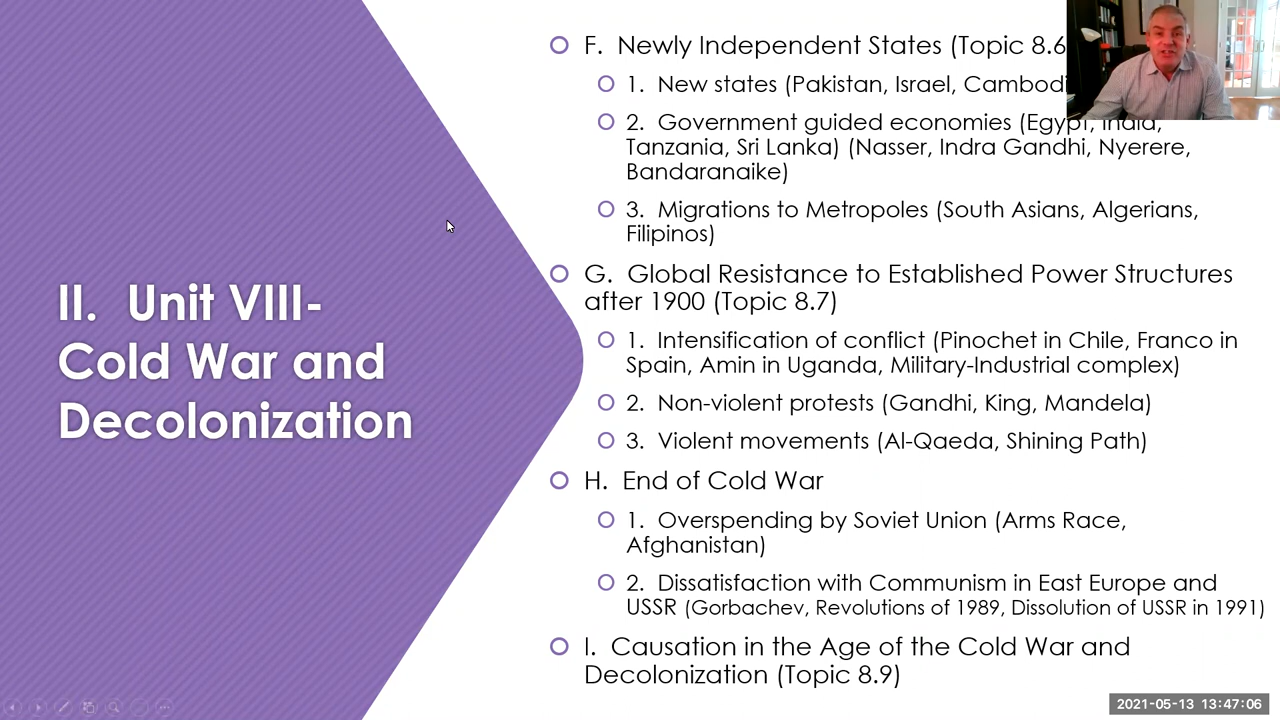 II. Unit VIII-
Cold War and
Decolonization
F. Newly Independent States (Topic 8.6
1. New states (Pakistan, Israel, Cambodi
2. Government guided economies (Egypt, India,
Tanzania, Sri Lanka) (Nasser, Indra Gandhi, Nyerere,
Bandaranaike)
3. Migrations to Metropoles (South Asians, Algerians,
Filipinos)
G. Global Resistance to Established Power Structures
after 1900 (Topic 8.7)
1. Intensification of conflict (Pinochet in Chile, Franco in
Spain, Amin in Uganda, Military-Industrial complex)
2. Non-violent protests (Gandhi, King, Mandela)
3. Violent movements (Al-Qaeda, Shining Path)
H. End of Cold War
1. Overspending by Soviet Union (Arms Race,
Afghanistan)
2. Dissatisfaction with Communism in East Europe and
USSR (Gorbachev, Revolutions of 1989, Dissolution of USSR in 1991)
I. Causation in the Age of the Cold War and
Decolonization (Topic 8.9)
2021-05-13 13:47:06